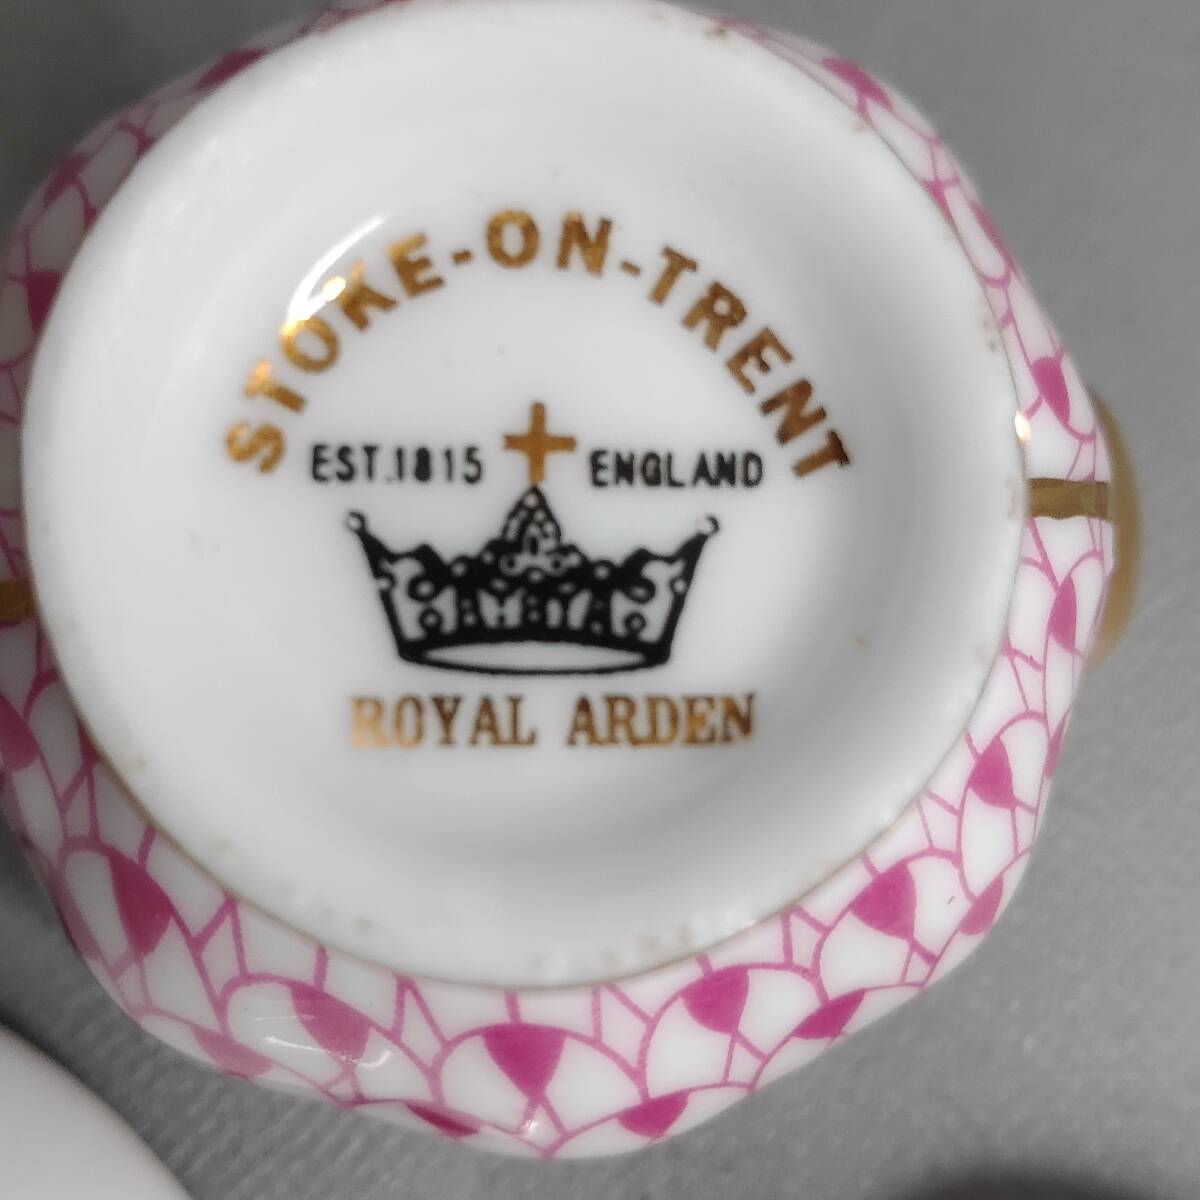 STOKE-ON-TRENT
EST.1815 ENGLAND
ROYAL ARDEN